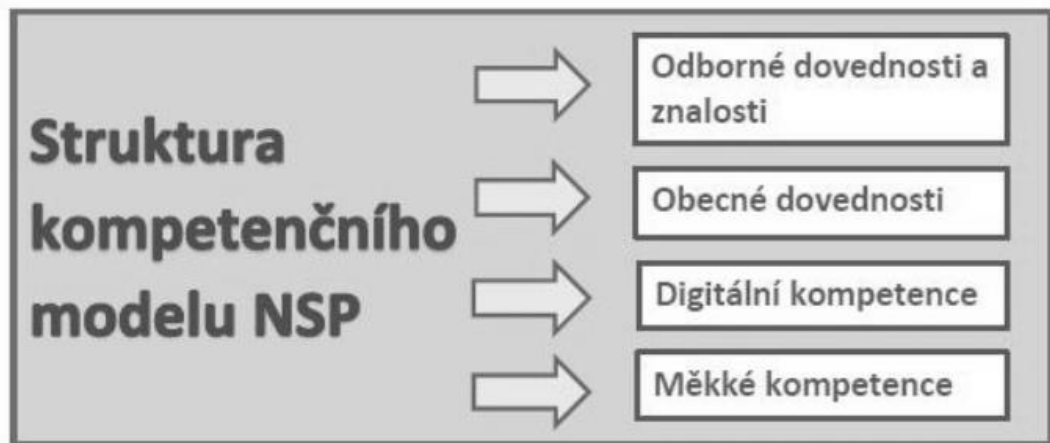 Struktura
kompetenčního
modelu NSP
Odborné dovednosti a
znalosti
Obecné dovednosti
Digitální kompetence
Měkké kompetence